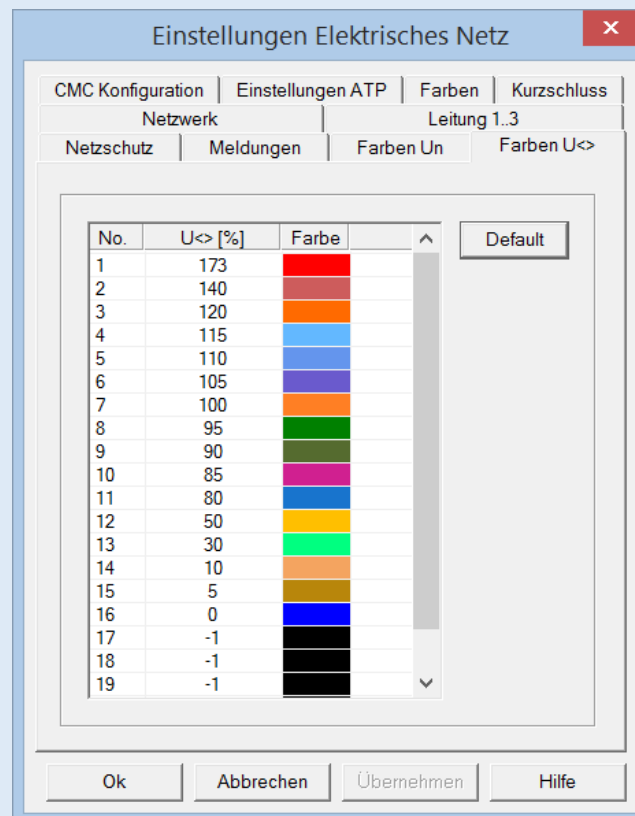 Einstellungen Elektrisches Netz
CMC Konfiguration Einstellungen ATP Farben Kurzschluss
Netzwerk Leitung 1..3
Netzschutz Meldungen Farben Un Farben U<>
No. U<> [%] Farbe
Default
1 173
2 140
3 120
4 115
5 110
6 105
7 100
8 95
9 90
10 85
11 80
12 50
13 30
14 10
15 5
16 0
17 -1
18 -1
19 -1
Ok Abbrechen Übernehmen Hilfe